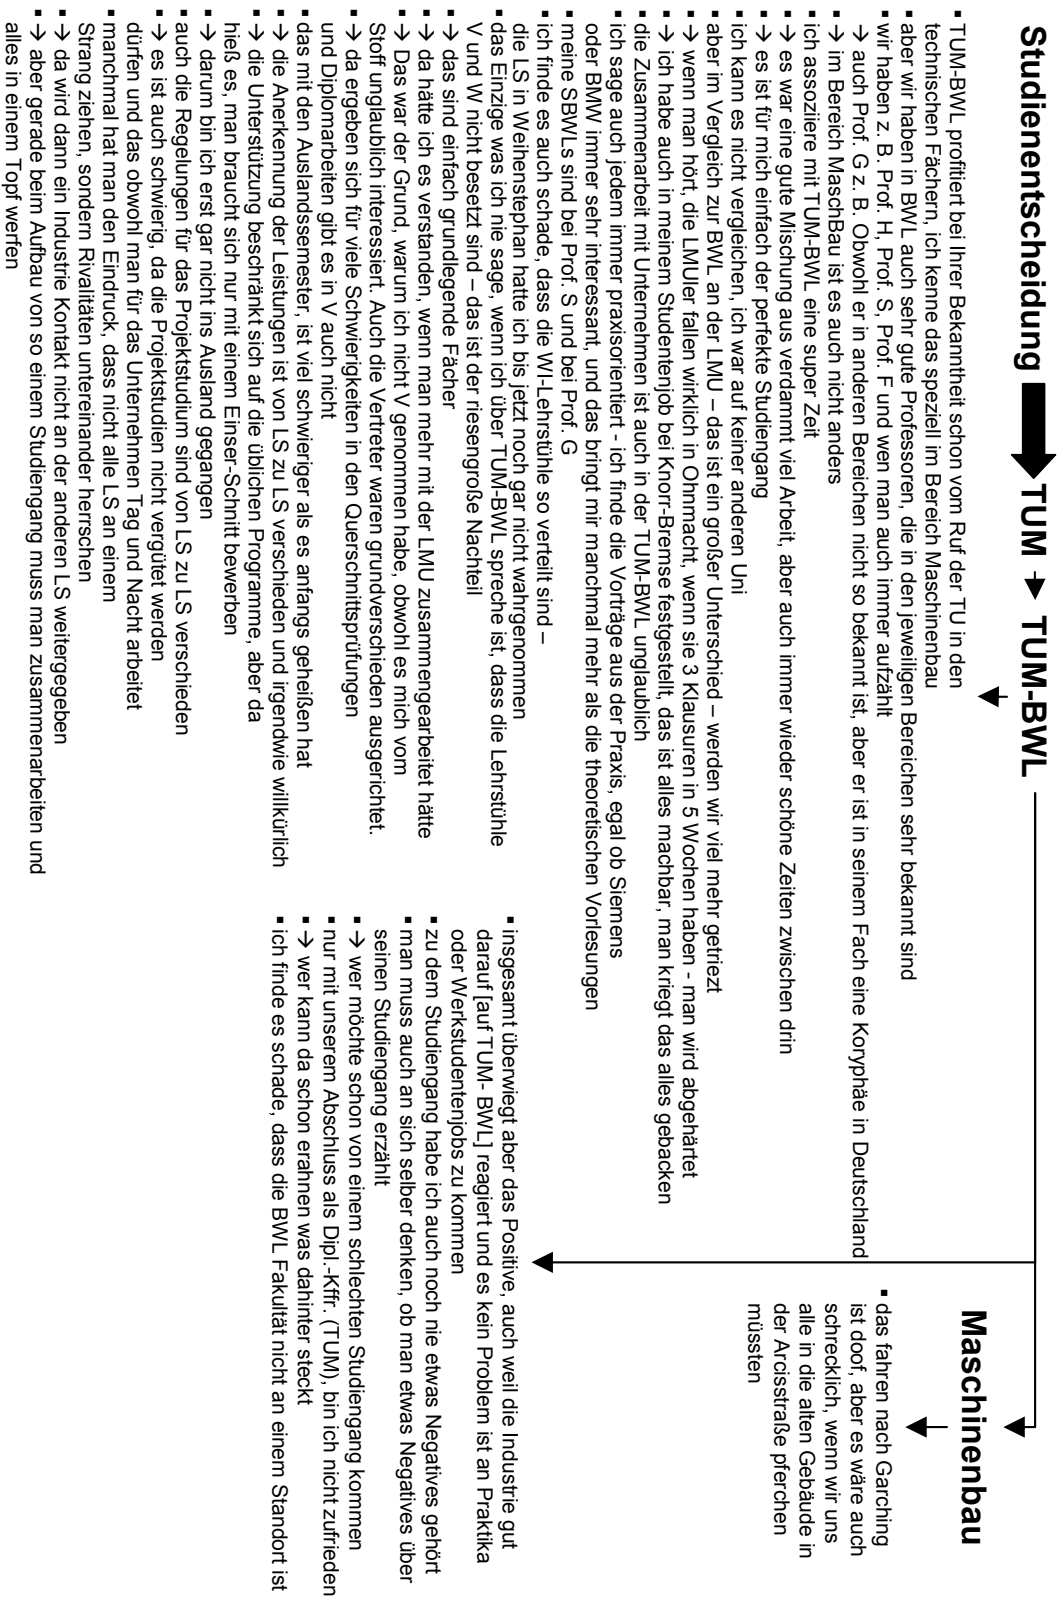 Studienentscheidung TUM → TUM-BWL
▪ TUM-BWL profitiert bei Ihrer Bekanntheit schon vom Ruf der TU in den
technischen Fächern, ich kenne das speziell im Bereich Maschinenbau
▪ aber wir haben in BWL auch sehr gute Professoren, die in den jeweiligen Bereichen sehr bekannt sind
▪ wir haben z. B. Prof. H, Prof. S, Prof. F und wen man auch immer aufzählt
▪ → auch Prof. G z. B. Obwohl er in anderen Bereichen nicht so bekannt ist, aber er ist in seinem Fach eine Koryphäe in Deutschland
▪ → im Bereich MaschBau ist es auch nicht anders
▪ ich assoziiere mit TUM-BWL eine super Zeit
▪ → es war eine gute Mischung aus verdammt viel Arbeit, aber auch immer wieder schöne Zeiten zwischen drin
▪ → es ist für mich einfach der perfekte Studiengang
▪ ich kann es nicht vergleichen, ich war auf keiner anderen Uni
▪ aber im Vergleich zur BWL an der LMU – das ist ein großer Unterschied – werden wir viel mehr getriezt
▪ → wenn man hört, die LMUler fallen wirklich in Ohnmacht, wenn sie 3 Klausuren in 5 Wochen haben - man wird abgehärtet
▪ → ich habe auch in meinem Studentenjob bei Knorr-Bremse festgestellt, das ist alles machbar, man kriegt das alles gebacken
▪ die Zusammenarbeit mit Unternehmen ist auch in der TUM-BWL unglaublich
▪ ich sage auch jedem immer praxisorientiert - ich finde die Vorträge aus der Praxis, egal ob Siemens
oder BMW immer sehr interessant, und das bringt mir manchmal mehr als die theoretischen Vorlesungen
▪ meine SBWLs sind bei Prof. S und bei Prof. G
▪ ich finde es auch schade, dass die WI-Lehrstühle so verteilt sind –
die LS in Weihenstephan hatte ich bis jetzt noch gar nicht wahrgenommen
▪ das Einzige was ich nie sage, wenn ich über TUM-BWL spreche ist, dass die Lehrstühle
V und W nicht besetzt sind – das ist der riesengroße Nachteil
▪ → das sind einfach grundlegende Fächer
▪ → da hätte ich es verstanden, wenn man mehr mit der LMU zusammengearbeitet hätte
▪ → Das war der Grund, warum ich nicht V genommen habe, obwohl es mich vom
Stoff unglaublich interessiert. Auch die Vertreter waren grundverschieden ausgerichtet.
▪ → da ergeben sich für viele Schwierigkeiten in den Querschnittsprüfungen
und Diplomarbeiten gibt es in V auch nicht
▪ das mit den Auslandssemester, ist viel schwieriger als es anfangs geheißen hat
▪ → die Anerkennung der Leistungen ist von LS zu LS verschieden und irgendwie willkürlich
▪ → die Unterstützung beschränkt sich auf die üblichen Programme, aber da
hieß es, man braucht sich nur mit einem Einser-Schnitt bewerben
▪ → darum bin ich erst gar nicht ins Ausland gegangen
▪ auch die Regelungen für das Projektstudium sind von LS zu LS verschieden
▪ → es ist auch schwierig, da die Projektstudien nicht vergütet werden
dürfen und das obwohl man für das Unternehmen Tag und Nacht arbeitet
▪ manchmal hat man den Eindruck, dass nicht alle LS an einem
Strang ziehen, sondern Rivalitäten untereinander herrschen
▪ → da wird dann ein Industrie Kontakt nicht an der anderen LS weitergegeben
▪ → aber gerade beim Aufbau von so einem Studiengang muss man zusammenarbeiten und
alles in einem Topf werfen
▪ insgesamt überwiegt aber das Positive, auch weil die Industrie gut
darauf [auf TUM- BWL] reagiert und es kein Problem ist an Praktika
oder Werkstudentenjobs zu kommen
▪ zu dem Studiengang habe ich auch noch nie etwas Negatives gehört
▪ man muss auch an sich selber denken, ob man etwas Negatives über
seinen Studiengang erzählt
▪ → wer möchte schon von einem schlechten Studiengang kommen
▪ nur mit unserem Abschluss als Dipl.-Kffr. (TUM), bin ich nicht zufrieden
▪ → wer kann da schon erahnen was dahinter steckt
▪ ich finde es schade, dass die BWL Fakultät nicht an einem Standort ist
Maschinenbau
▪ das fahren nach Garching
ist doof, aber es wäre auch
schrecklich, wenn wir uns
alle in die alten Gebäude in
der Arcisstraße pferchen
müssten